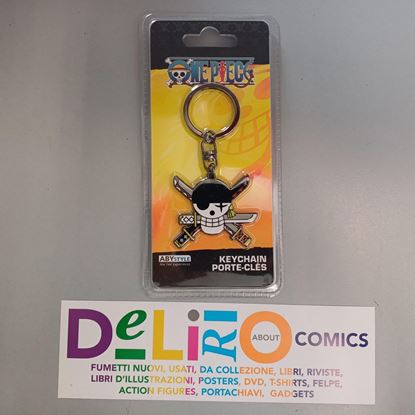 ONE PIECE
ABYSTYLE
KEYCHAIN
PORTE-CLÉS
DeLiRiO ABOUT COMICS
FUMETTI NUOVI, USATI, DA COLLEZIONE, LIBRI, RIVISTE,
LIBRI D'ILLUSTRAZIONI, POSTERS, DVD, T-SHIRTS, FELPE,
ACTION FIGURES, PORTACHIAVI, GADGETS